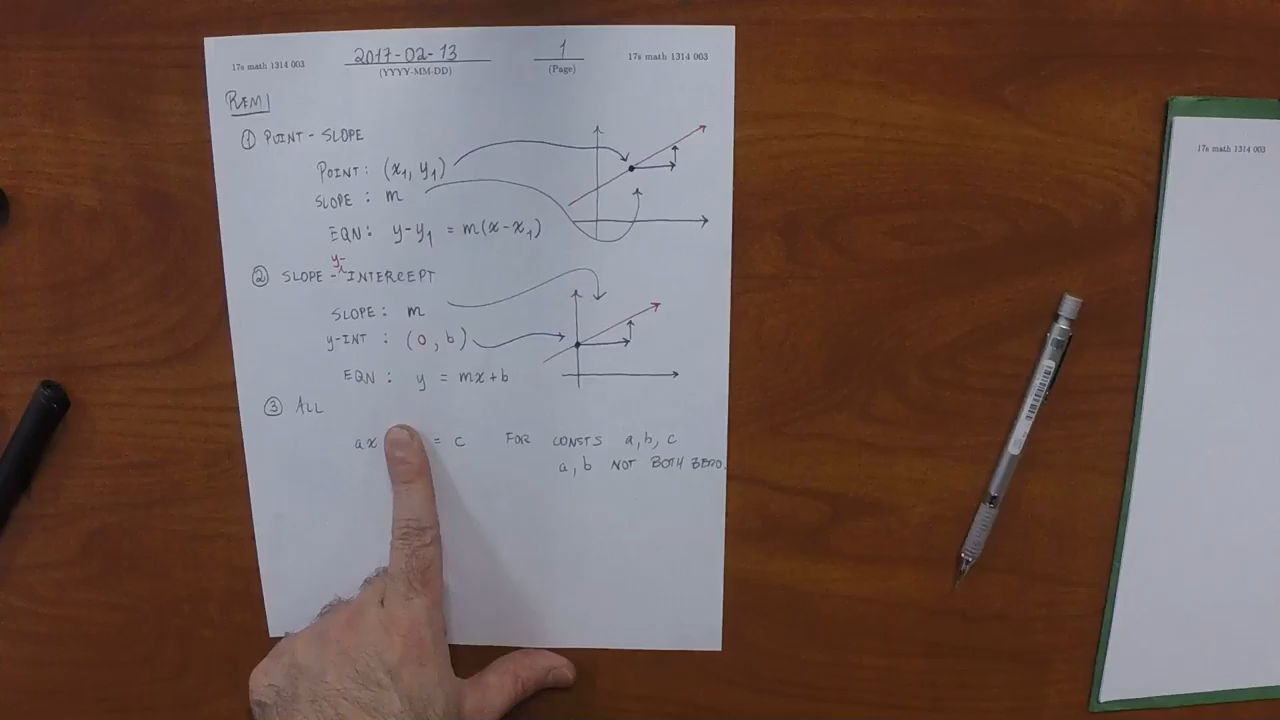 17s math 1314 003 2017-02-13 1 17s math 1314 003
(YYYY-MM-DD) (Page)
REM
① POINT - SLOPE
POINT: (x₁, y₁)
SLOPE : m
EQN: y-y₁ = m(x-x₁)
y-
② SLOPE - INTERCEPT
SLOPE : m
y-INT : (0, b)
EQN : y = mx+b
③ ALL
ax = c FOR CONSTS a, b, c
a, b NOT BOTH ZERO.
17s math 1314 003